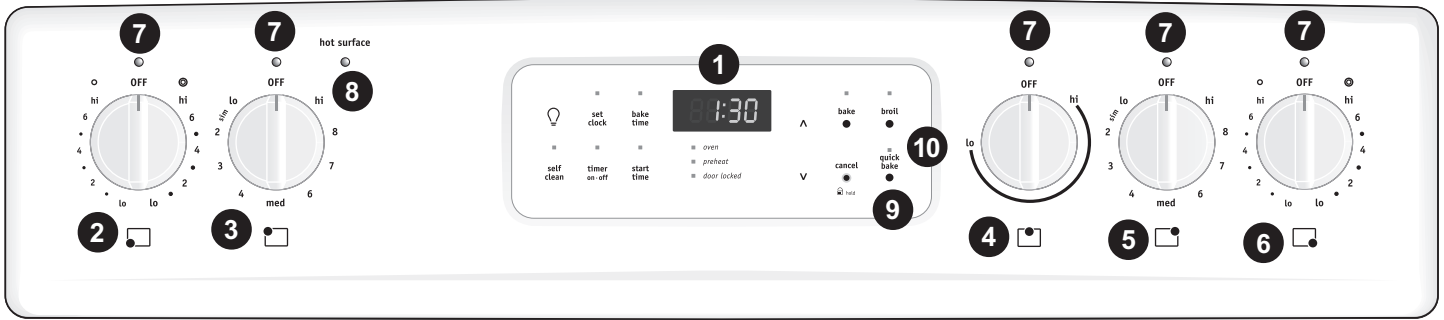 7
7
hot surface
8
OFF
hi
hi
6
6
4
4
2
2
lo
lo
OFF
lo
sim
2
3
4
med
6
7
8
hi
2
3
1
1:30
set
clock
bake
time
self
clean
timer
on-off
start
time
oven
preheat
door locked
bake
broil
cancel
hold
quick
bake
10
9
7
OFF
hi
lo
4
7
OFF
lo
sim
2
3
4
med
6
7
8
hi
5
7
OFF
hi
hi
6
6
4
4
2
2
lo
lo
6